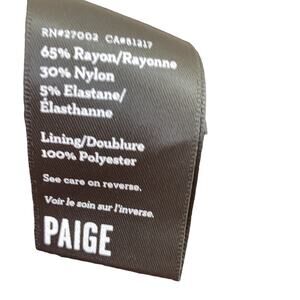 RN#27002 CA#51217
65% Rayon/Rayonne
30% Nylon
5% Elastane/
Élasthanne
Lining/Doublure
100% Polyester
See care on reverse.
Voir le soin sur l'inverse.
PAIGE